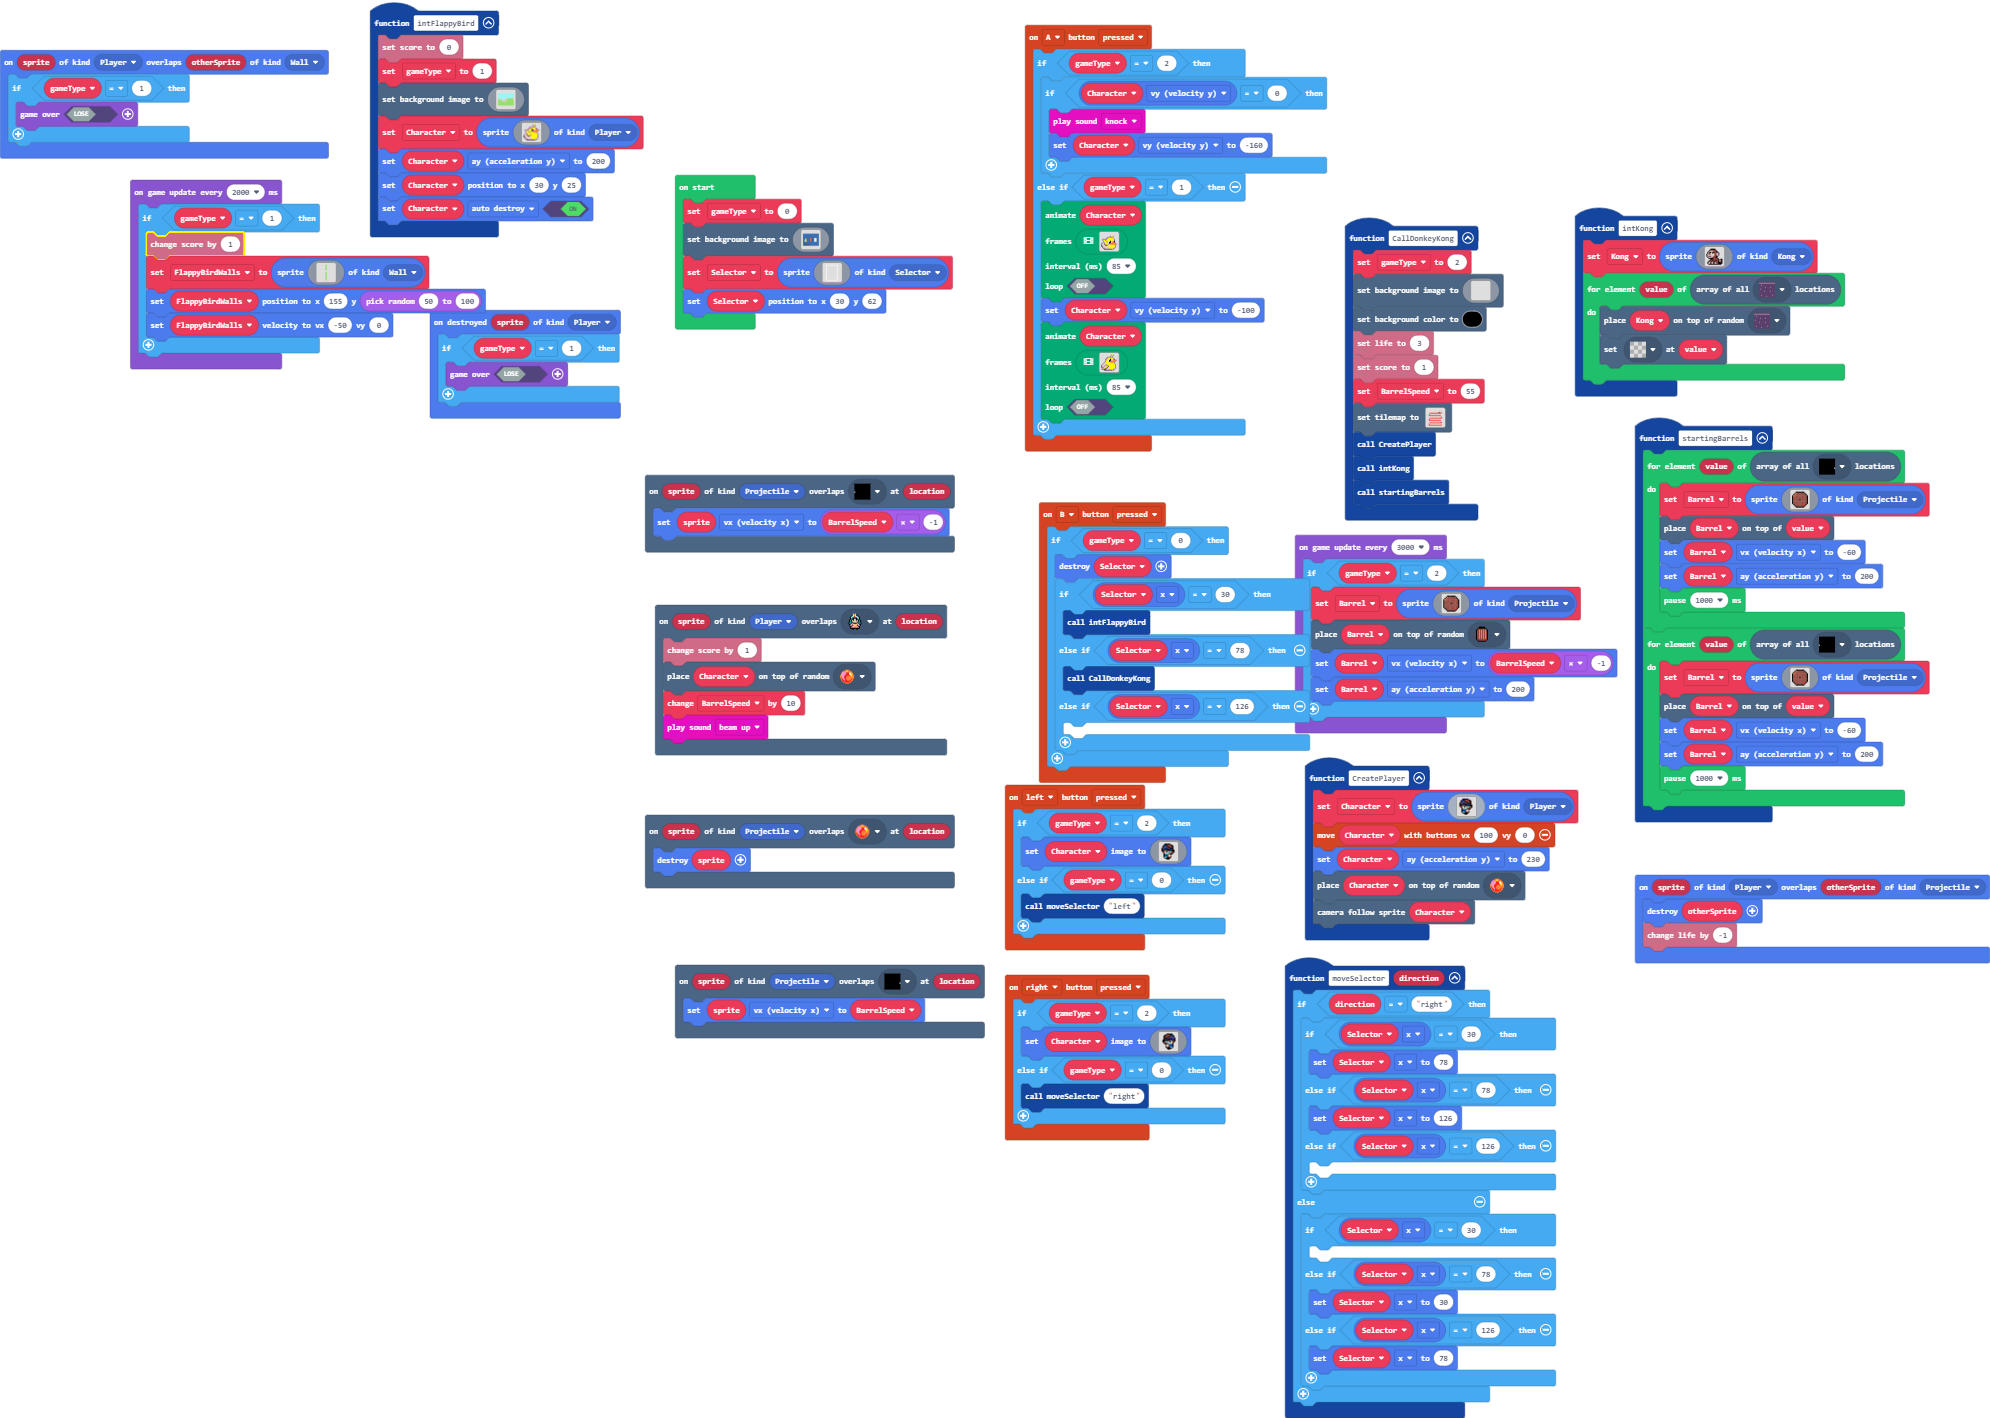 function intFlappyBird
set score to 0
set gameType to 1
set background image to
set Character to sprite of kind Player
set Character ay (acceleration y) to 200
set Character position to x 30 y 25
set Character auto destroy ON
on sprite of kind Player overlaps otherSprite of kind Wall
if gameType = 1 then
game over LOSE
on game update every 2000 ms
if gameType = 1 then
change score by 1
set FlappyBirdWalls to sprite of kind Wall
set FlappyBirdWalls position to x 155 y pick random 50 to 100
set FlappyBirdWalls velocity to vx -50 vy 0
on destroyed sprite of kind Player
if gameType = 1 then
game over LOSE
on start
set gameType to 0
set background image to
set Selector to sprite of kind Selector
set Selector position to x 30 y 62
on sprite of kind Projectile overlaps at location
set sprite vx (velocity x) to BarrelSpeed × -1
on sprite of kind Player overlaps at location
change score by 1
place Character on top of random
change BarrelSpeed by 10
play sound beam up
on sprite of kind Projectile overlaps at location
destroy sprite
on sprite of kind Projectile overlaps at location
set sprite vx (velocity x) to BarrelSpeed
on A button pressed
if gameType = 2 then
if Character vy (velocity y) = 0 then
play sound knock
set Character vy (velocity y) to -160
else if gameType = 1 then
animate Character
frames
interval (ms) 85
loop OFF
set Character vy (velocity y) to -100
animate Character
frames
interval (ms) 85
loop OFF
on B button pressed
if gameType = 0 then
destroy Selector
if Selector x = 30 then
call intFlappyBird
else if Selector x = 78 then
call CallDonkeyKong
else if Selector x = 126 then
on left button pressed
if gameType = 2 then
set Character image to
else if gameType = 0 then
call moveSelector "left"
on right button pressed
if gameType = 2 then
set Character image to
else if gameType = 0 then
call moveSelector "right"
function CallDonkeyKong
set gameType to 2
set background image to
set background color to
set life to 3
set score to 1
set BarrelSpeed to 55
set tilemap to
call CreatePlayer
call intKong
call startingBarrels
on game update every 3000 ms
if gameType = 2 then
set Barrel to sprite of kind Projectile
place Barrel on top of random
set Barrel vx (velocity x) to BarrelSpeed × -1
set Barrel ay (acceleration y) to 200
function CreatePlayer
set Character to sprite of kind Player
move Character with buttons vx 100 vy 0
set Character ay (acceleration y) to 230
place Character on top of random
camera follow sprite Character
function moveSelector direction
if direction = "right" then
if Selector x = 30 then
set Selector x to 78
else if Selector x = 78 then
set Selector x to 126
else if Selector x = 126 then
else
if Selector x = 30 then
else if Selector x = 78 then
set Selector x to 30
else if Selector x = 126 then
set Selector x to 78
function intKong
set Kong to sprite of kind Kong
for element value of array of all locations
do
place Kong on top of random
set at value
function startingBarrels
for element value of array of all locations
do
set Barrel to sprite of kind Projectile
place Barrel on top of value
set Barrel vx (velocity x) to -60
set Barrel ay (acceleration y) to 200
pause 1000 ms
for element value of array of all locations
do
set Barrel to sprite of kind Projectile
place Barrel on top of value
set Barrel vx (velocity x) to -60
set Barrel ay (acceleration y) to 200
pause 1000 ms
on sprite of kind Player overlaps otherSprite of kind Projectile
destroy otherSprite
change life by -1